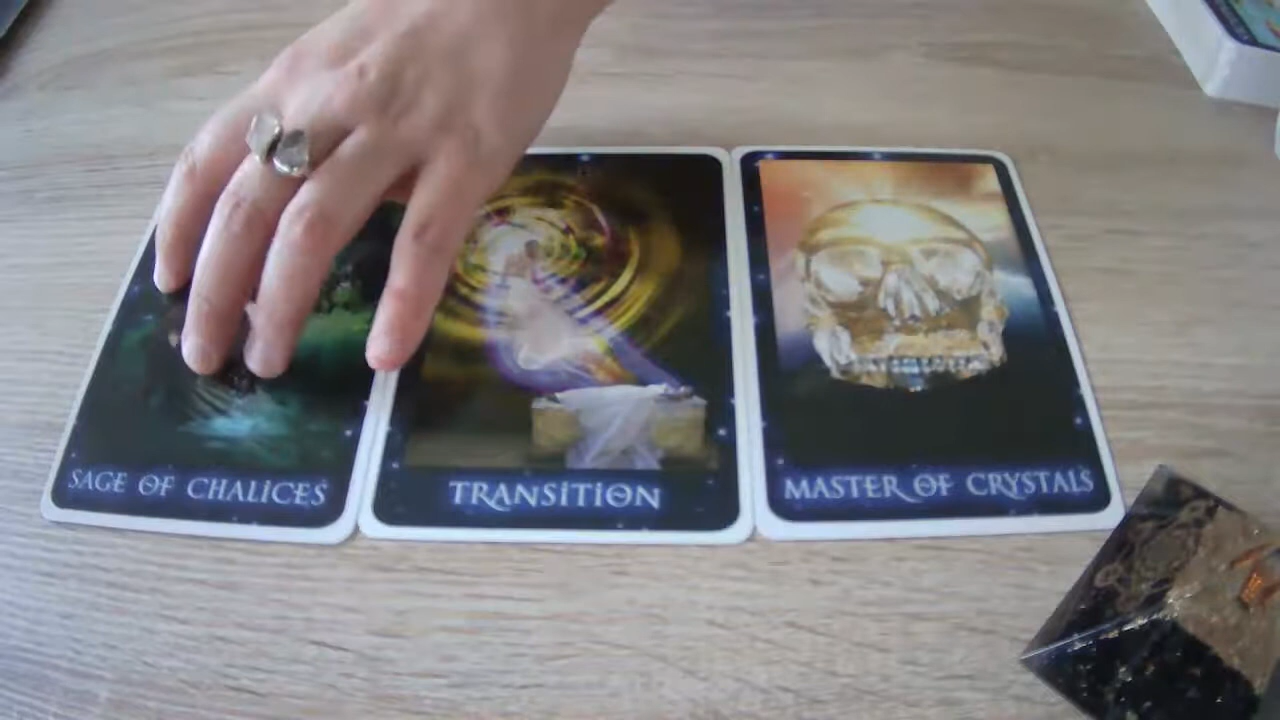 SAGE OF CHALICES
TRANSITION
MASTER OF CRYSTALS